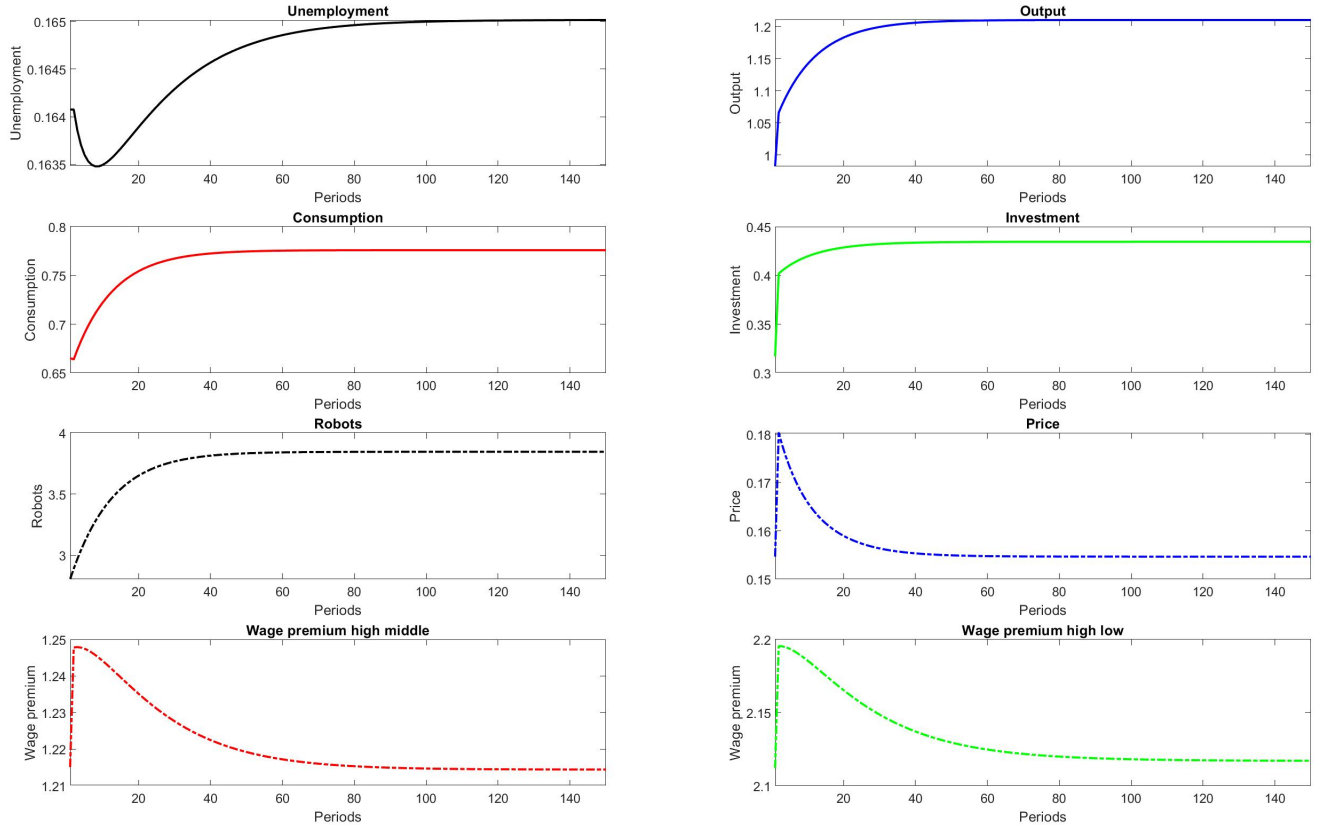 Unemployment
0.165
0.1645
0.164
0.1635
Unemployment
20 40 60 80 100 120 140
Periods
Output
1.2
1.15
1.1
1.05
1
Output
20 40 60 80 100 120 140
Periods
Consumption
0.8
0.75
0.7
0.65
Consumption
20 40 60 80 100 120 140
Periods
Investment
0.45
0.4
0.35
0.3
Investment
20 40 60 80 100 120 140
Periods
Robots
4
3.5
3
Robots
20 40 60 80 100 120 140
Periods
Price
0.18
0.17
0.16
0.15
Price
20 40 60 80 100 120 140
Periods
Wage premium high middle
1.25
1.24
1.23
1.22
1.21
Wage premium
20 40 60 80 100 120 140
Periods
Wage premium high low
2.2
2.15
2.1
Wage premium
20 40 60 80 100 120 140
Periods